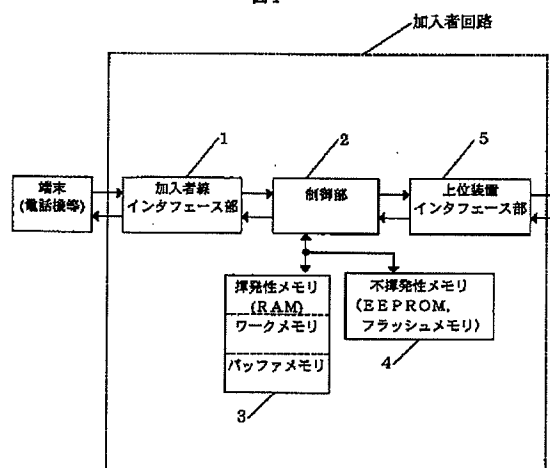 加入者回路
1
2
5
端末
(電話機等)
加入者線
インタフェース部
制御部
上位装置
インタフェース部
揮発性メモリ
(RAM)
ワークメモリ
バッファメモリ
不揮発性メモリ
(EEPROM,
フラッシュメモリ)
4
3